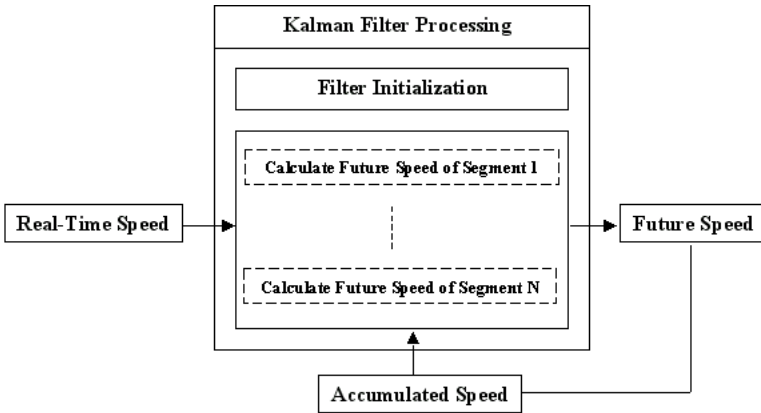 Kalman Filter Processing
Filter Initialization
Calculate Future Speed of Segment 1
Real-Time Speed
Future Speed
Calculate Future Speed of Segment N
Accumulated Speed